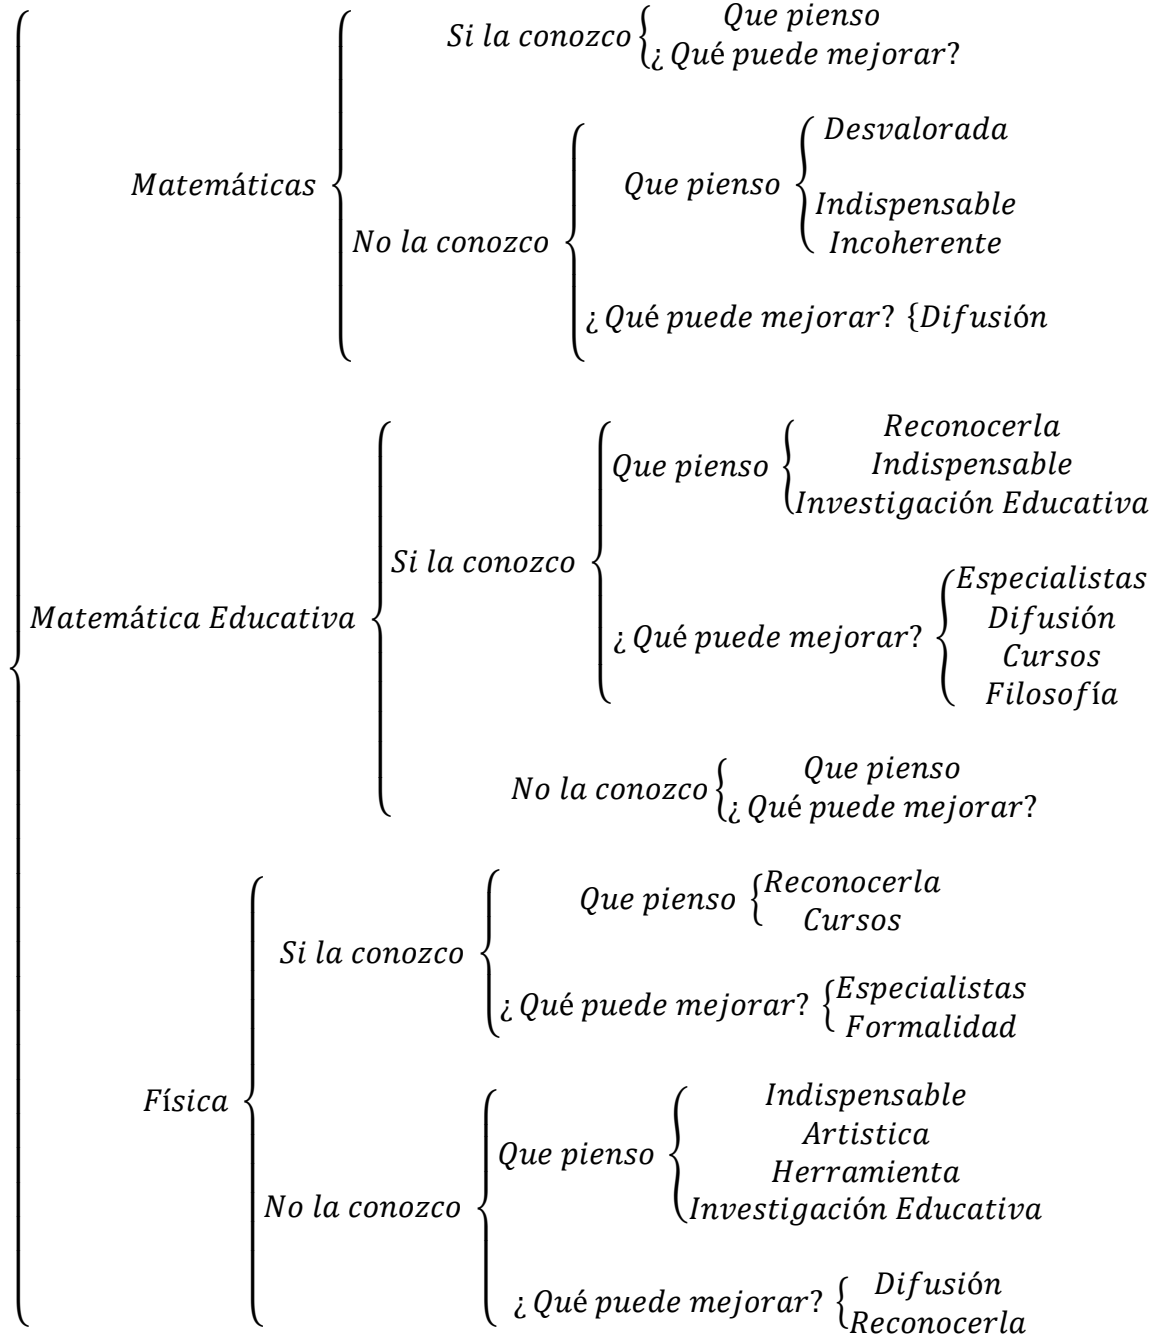 Matemáticas
Si la conozco
Que pienso
¿Qué puede mejorar?
No la conozco
Que pienso
Desvalorada
Indispensable
Incoherente
¿Qué puede mejorar? {Difusión
Matemática Educativa
Si la conozco
Que pienso
Reconocerla
Indispensable
Investigación Educativa
¿Qué puede mejorar?
Especialistas
Difusión
Cursos
Filosofía
No la conozco
Que pienso
¿Qué puede mejorar?
Física
Si la conozco
Que pienso
Reconocerla
Cursos
¿Qué puede mejorar?
Especialistas
Formalidad
No la conozco
Que pienso
Indispensable
Artistica
Herramienta
Investigación Educativa
¿Qué puede mejorar?
Difusión
Reconocerla